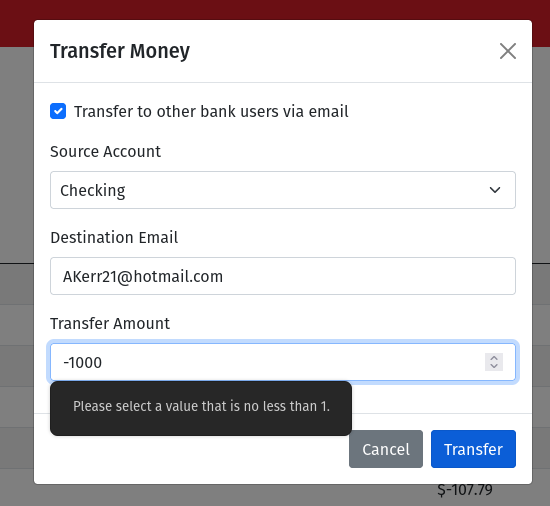 Transfer Money
Transfer to other bank users via email
Source Account
Checking
Destination Email
AKerr21@hotmail.com
Transfer Amount
-1000
Please select a value that is no less than 1.
Cancel
Transfer
$-107.79